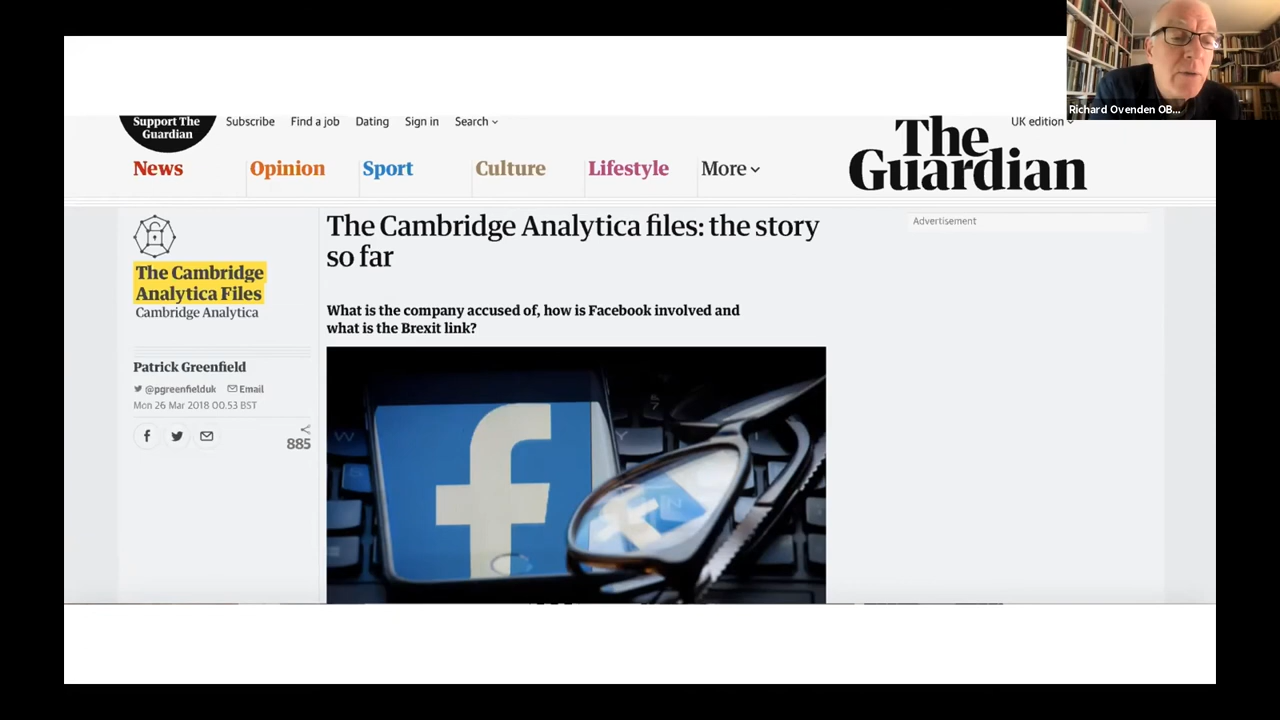 Richard Ovenden OB...
Support The
Guardian
Subscribe
Find a job
Dating
Sign in
Search
UK edition
The
Guardian
News
Opinion
Sport
Culture
Lifestyle
More
The Cambridge
Analytica Files
Cambridge Analytica
The Cambridge Analytica files: the story
so far
Advertisement
What is the company accused of, how is Facebook involved and
what is the Brexit link?
Patrick Greenfield
@pgreenfielduk
Email
Mon 26 Mar 2018 00.53 BST
885